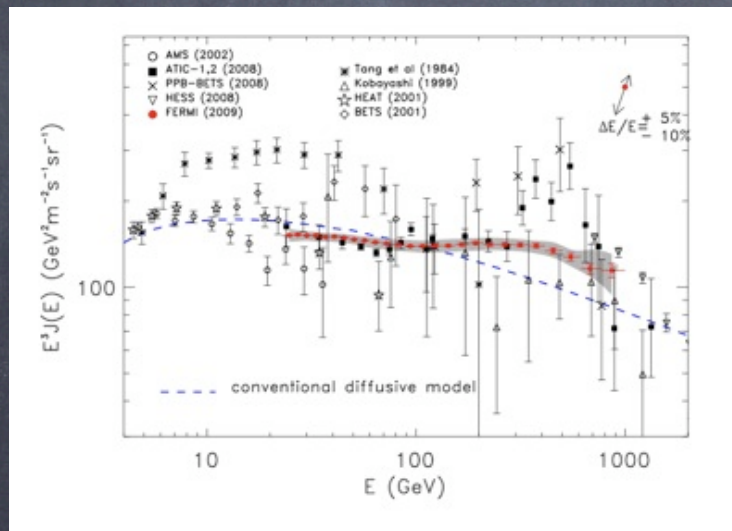 AMS (2002)
ATIC-1,2 (2008)
PPB-BETS (2008)
HESS (2008)
FERMI (2009)
Tang et al (1984)
Kobayashi (1999)
HEAT (2001)
BETS (2001)
ΔE/E= + 5%
- 10%
E³J(E) (GeV²m⁻²s⁻¹sr⁻¹)
100
conventional diffusive model
10 100 1000
E (GeV)